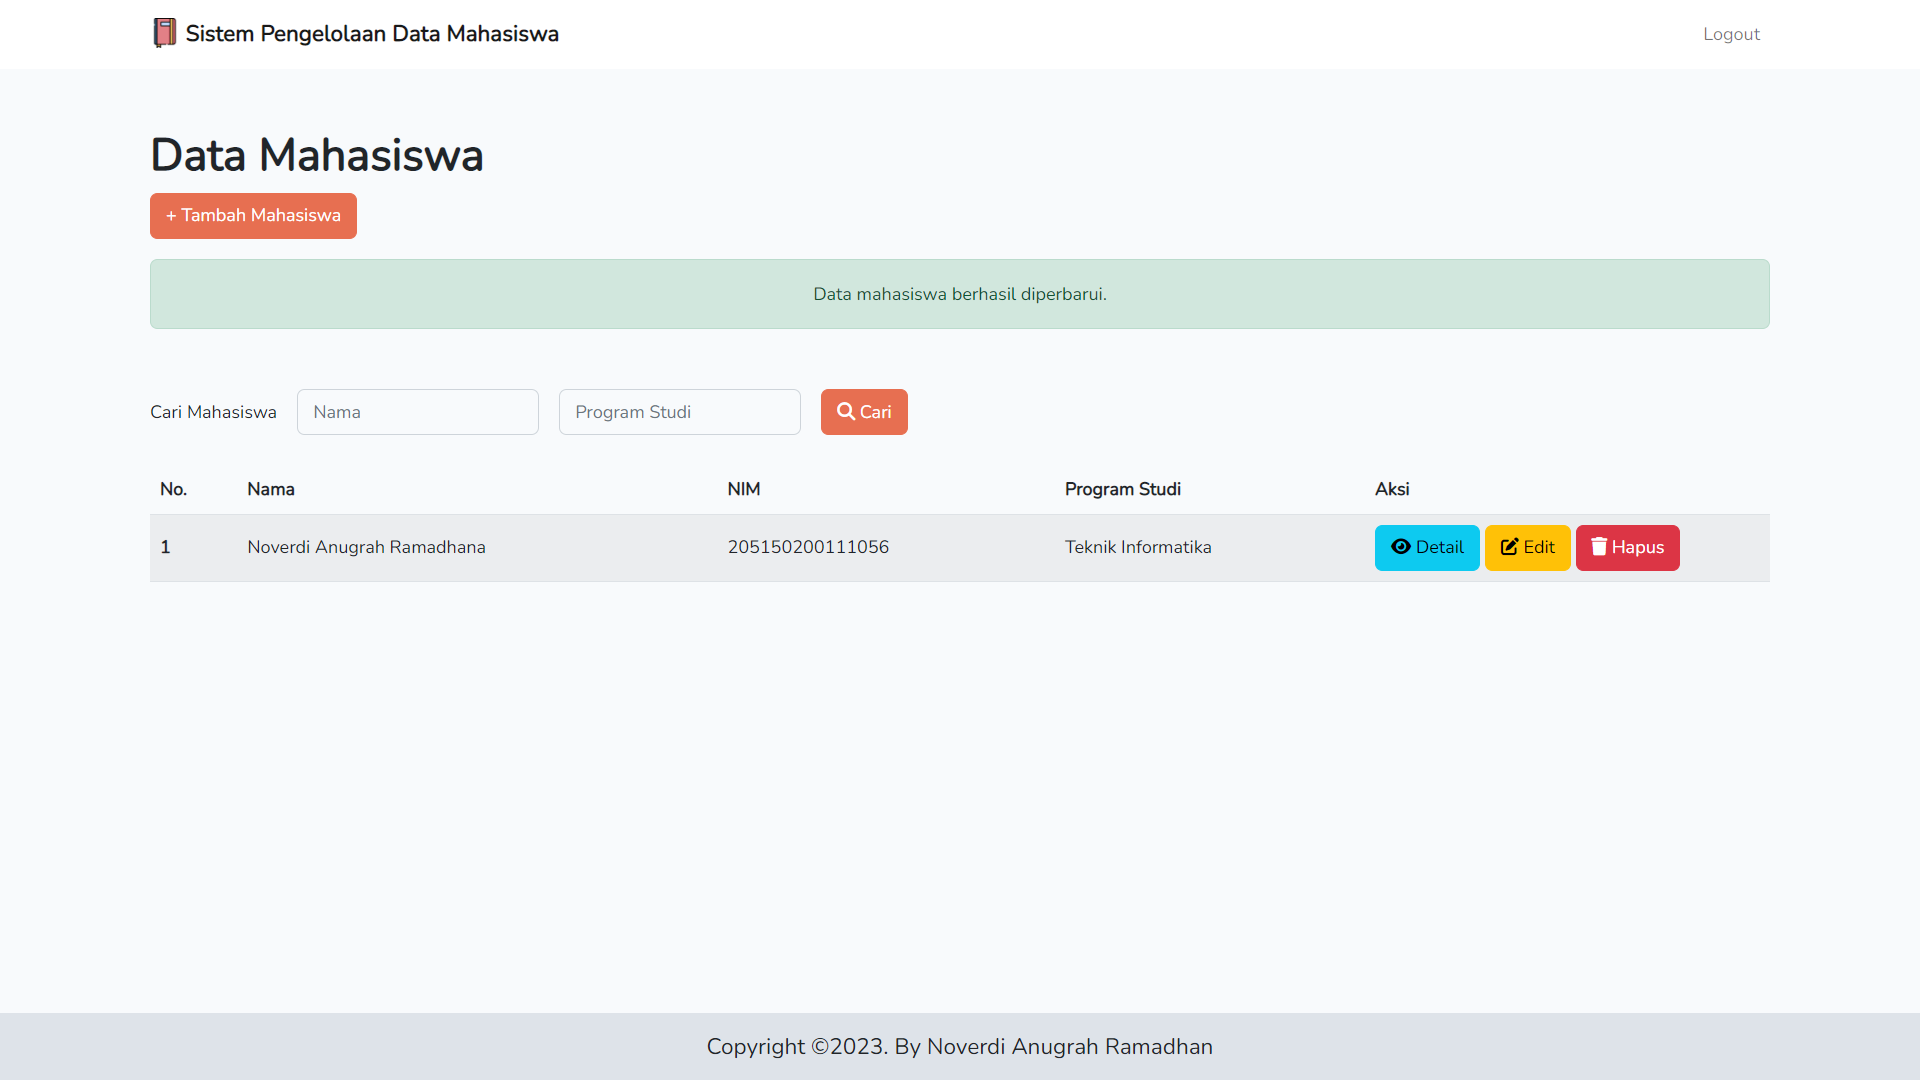 Sistem Pengelolaan Data Mahasiswa
Logout
Data Mahasiswa
+ Tambah Mahasiswa
Data mahasiswa berhasil diperbarui.
Cari Mahasiswa Nama Program Studi Cari
No. Nama NIM Program Studi Aksi
1 Noverdi Anugrah Ramadhana 205150200111056 Teknik Informatika Detail Edit Hapus
Copyright ©2023. By Noverdi Anugrah Ramadhan